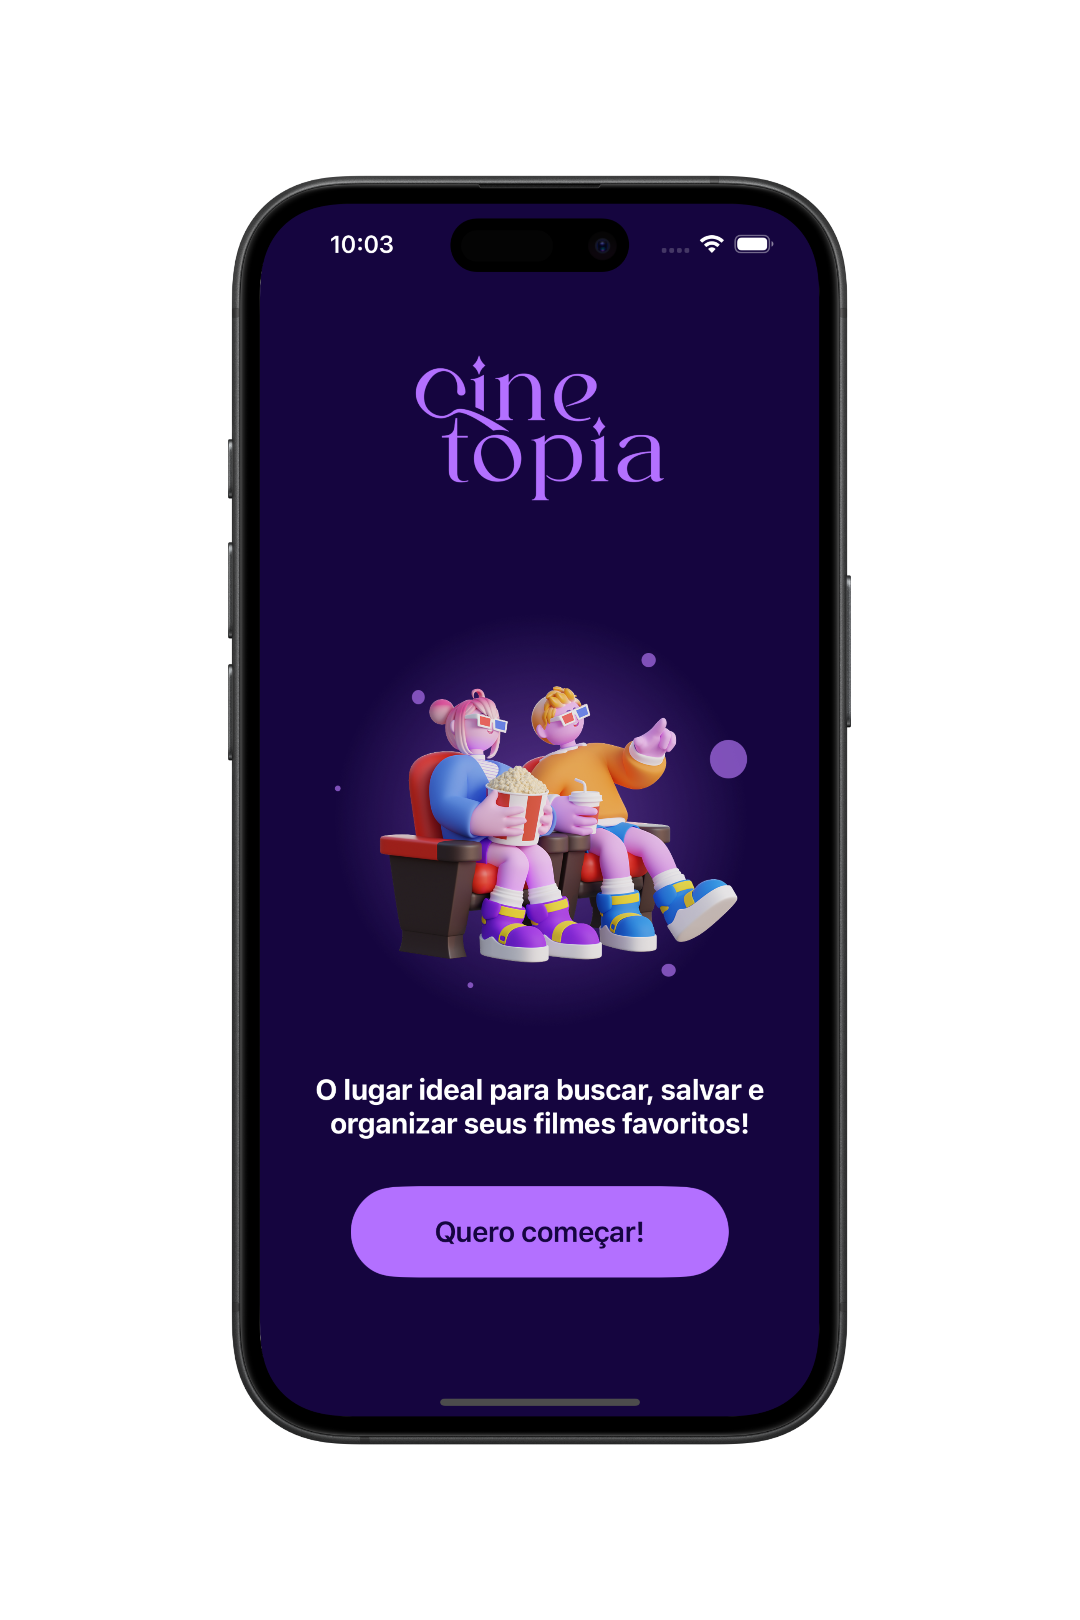 10:03
cine
topia
O lugar ideal para buscar, salvar e
organizar seus filmes favoritos!
Quero começar!